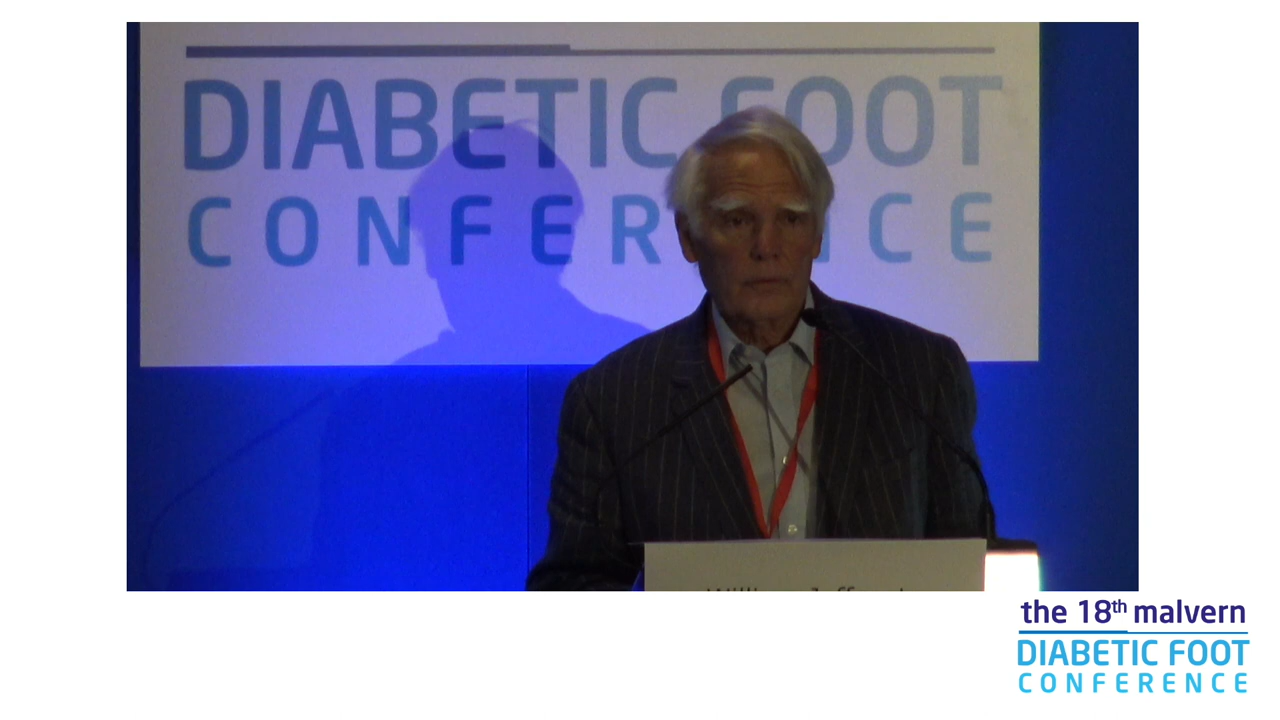 DIABETIC FOOT
CONFERENCE
the 18th malvern
DIABETIC FOOT
CONFERENCE